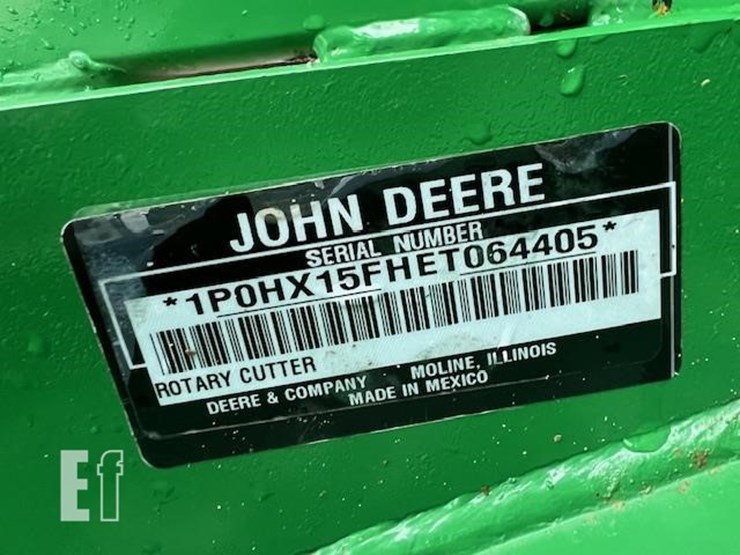 JOHN DEERE
SERIAL NUMBER
*1P0HX15FHET064405*
ROTARY CUTTER
DEERE & COMPANY MOLINE, ILLINOIS
MADE IN MEXICO
Ef